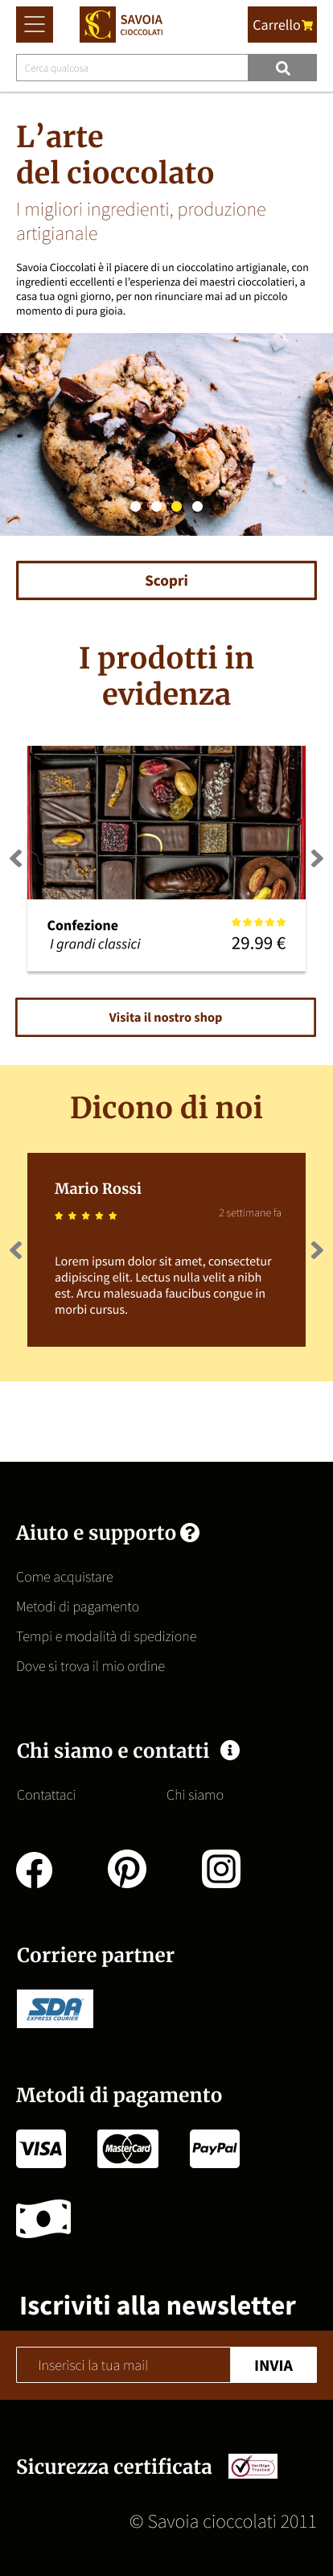 SC
SAVOIA
CIOCCOLATI
Carrello
Cerca qualcosa
L'arte
del cioccolato
I migliori ingredienti, produzione
artigianale
Savoia Cioccolati è il piacere di un cioccolatino artigianale, con
ingredienti eccellenti e l'esperienza dei maestri cioccolatieri, a
casa tua ogni giorno, per non rinunciare mai ad un piccolo
momento di pura gioia.
Scopri
I prodotti in
evidenza
Confezione
I grandi classici
29.99 €
Visita il nostro shop
Dicono di noi
Mario Rossi
2 settimane fa
Lorem ipsum dolor sit amet, consectetur
adipiscing elit. Lectus nulla velit a nibh
est. Arcu malesuada faucibus congue in
morbi cursus.
Aiuto e supporto
Come acquistare
Metodi di pagamento
Tempi e modalità di spedizione
Dove si trova il mio ordine
Chi siamo e contatti
Contattaci
Chi siamo
Corriere partner
SDA
EXPRESS COURIER
Metodi di pagamento
VISA
MasterCard
PayPal
Iscriviti alla newsletter
Inserisci la tua mail
INVIA
Sicurezza certificata
VeriSign
Trusted
© Savoia cioccolati 2011